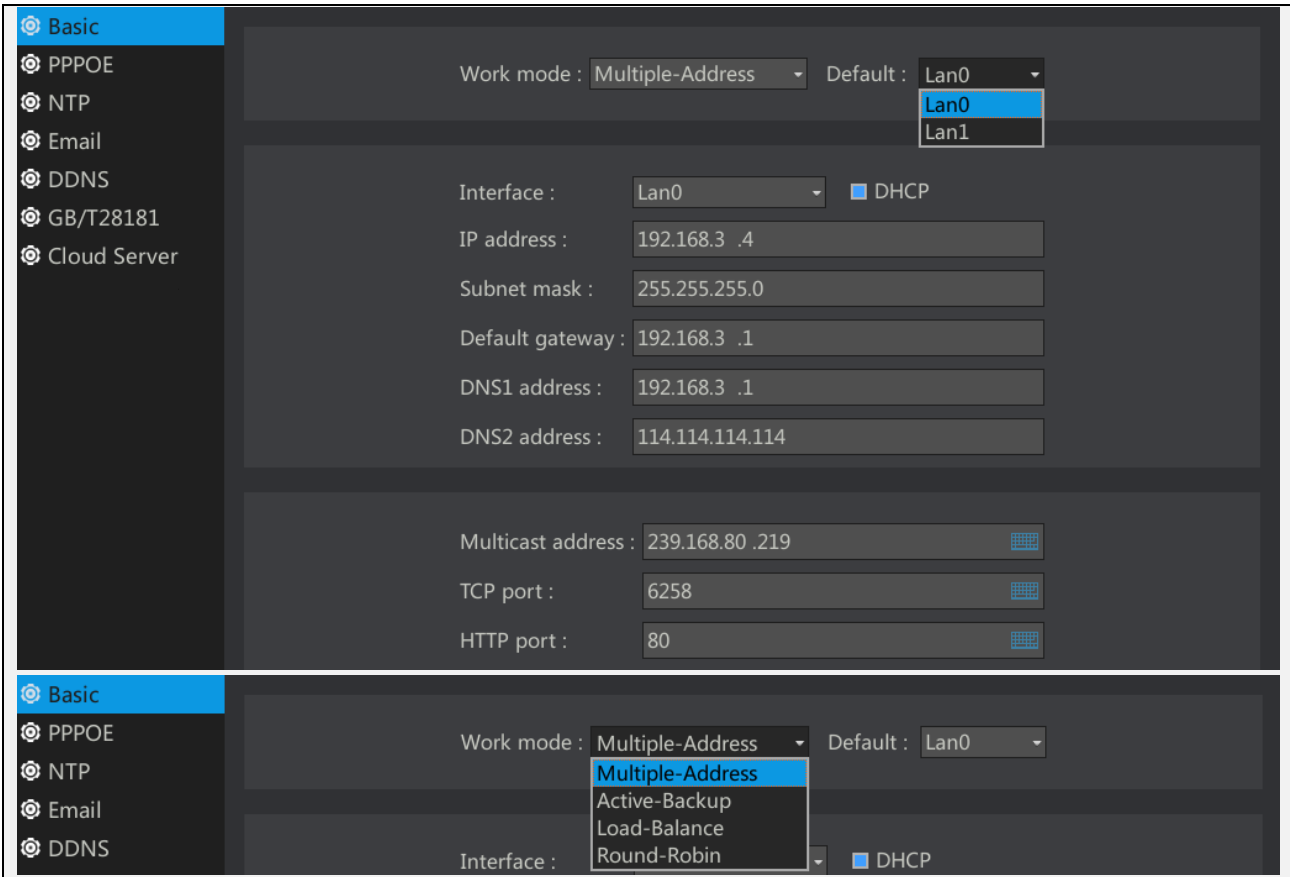 Basic
PPPOE
NTP
Email
DDNS
GB/T28181
Cloud Server
Work mode : Multiple-Address Default : Lan0
Lan0
Lan1
Interface : Lan0 DHCP
IP address : 192.168.3 .4
Subnet mask : 255.255.255.0
Default gateway : 192.168.3 .1
DNS1 address : 192.168.3 .1
DNS2 address : 114.114.114.114
Multicast address : 239.168.80 .219
TCP port : 6258
HTTP port : 80
Basic
PPPOE
NTP
Email
DDNS
Work mode : Multiple-Address Default : Lan0
Multiple-Address
Active-Backup
Load-Balance
Round-Robin
Interface : DHCP